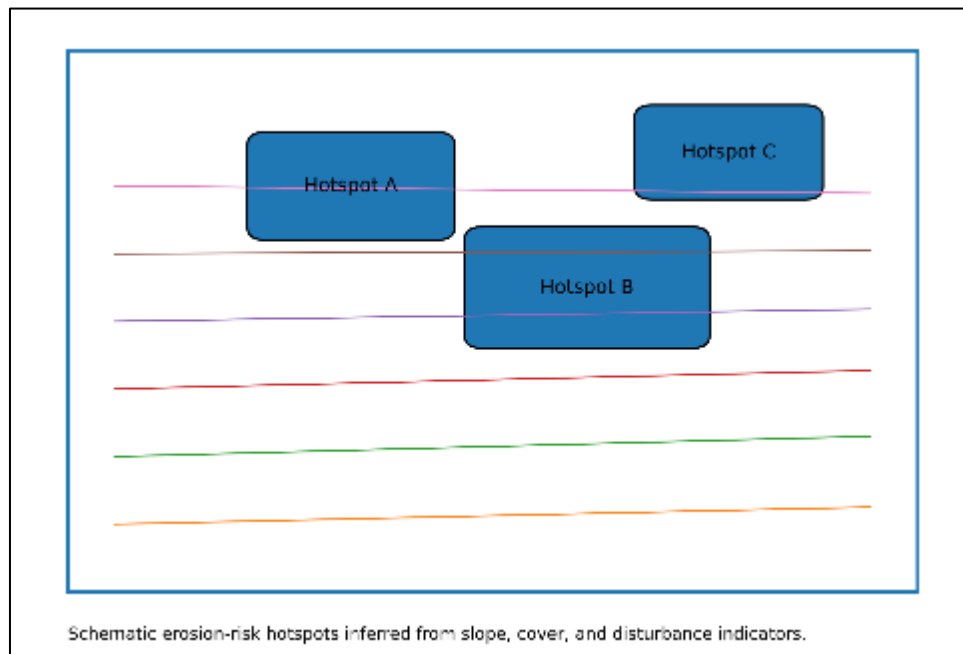 Hotspot C
Hotspot A
Hotspot B
Schematic erosion-risk hotspots inferred from slope, cover, and disturbance indicators.